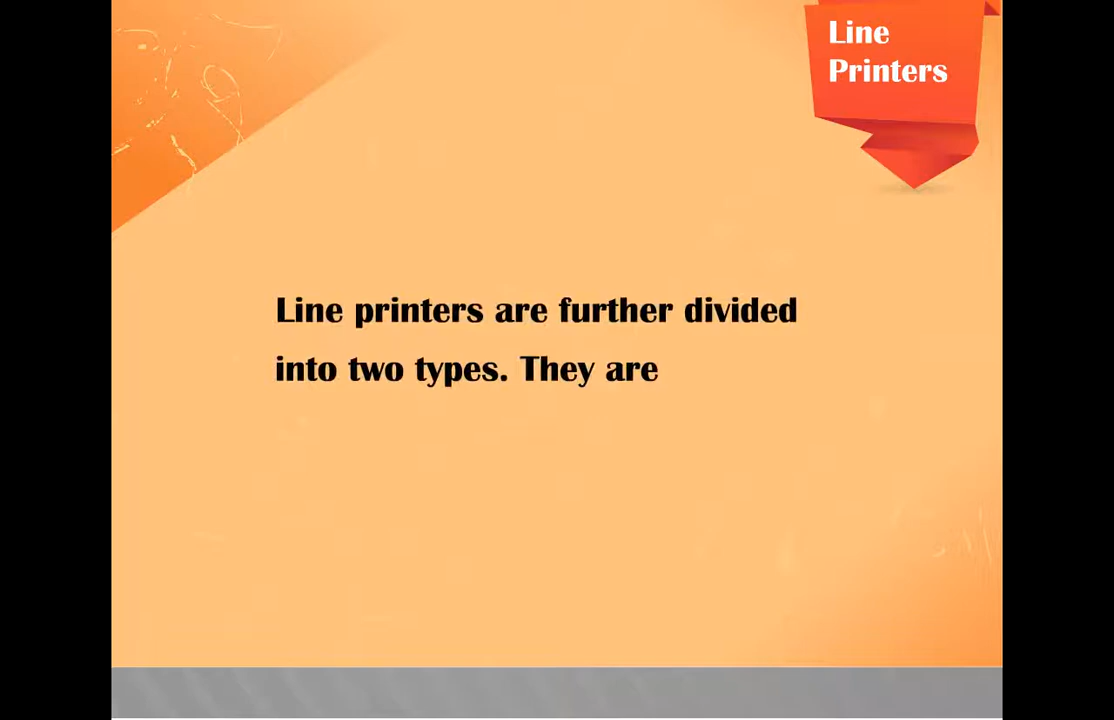 Line
Printers
Line printers are further divided
into two types. They are